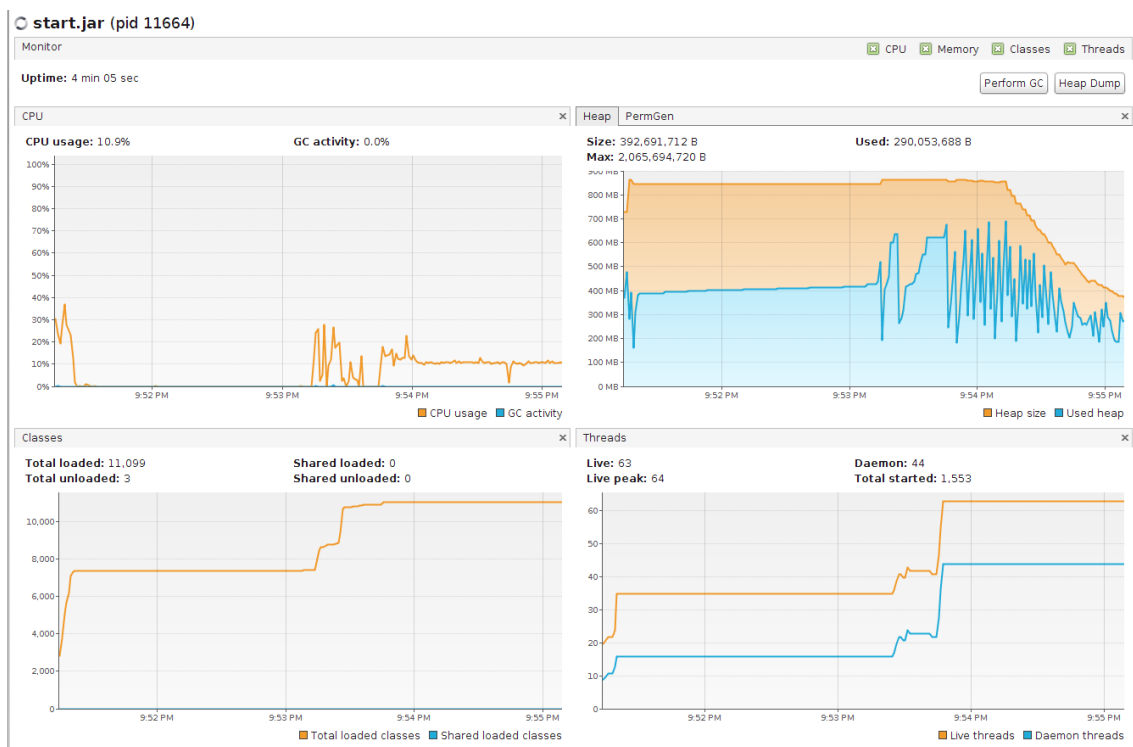 start.jar (pid 11664)
Monitor
CPU Memory Classes Threads
Uptime: 4 min 05 sec
Perform GC Heap Dump
CPU
CPU usage: 10.9% GC activity: 0.0%
100%
90%
80%
70%
60%
50%
40%
30%
20%
10%
0%
9:52 PM 9:53 PM 9:54 PM 9:55 PM
CPU usage GC activity
Heap PermGen
Size: 392,691,712 B Used: 290,053,688 B
Max: 2,065,694,720 B
900 MB
800 MB
700 MB
600 MB
500 MB
400 MB
300 MB
200 MB
100 MB
0 MB
9:52 PM 9:53 PM 9:54 PM 9:55 PM
Heap size Used heap
Classes
Total loaded: 11,099 Shared loaded: 0
Total unloaded: 3 Shared unloaded: 0
10,000
8,000
6,000
4,000
2,000
0
9:52 PM 9:53 PM 9:54 PM 9:55 PM
Total loaded classes Shared loaded classes
Threads
Live: 63 Daemon: 44
Live peak: 64 Total started: 1,553
60
50
40
30
20
10
0
9:52 PM 9:53 PM 9:54 PM 9:55 PM
Live threads Daemon threads